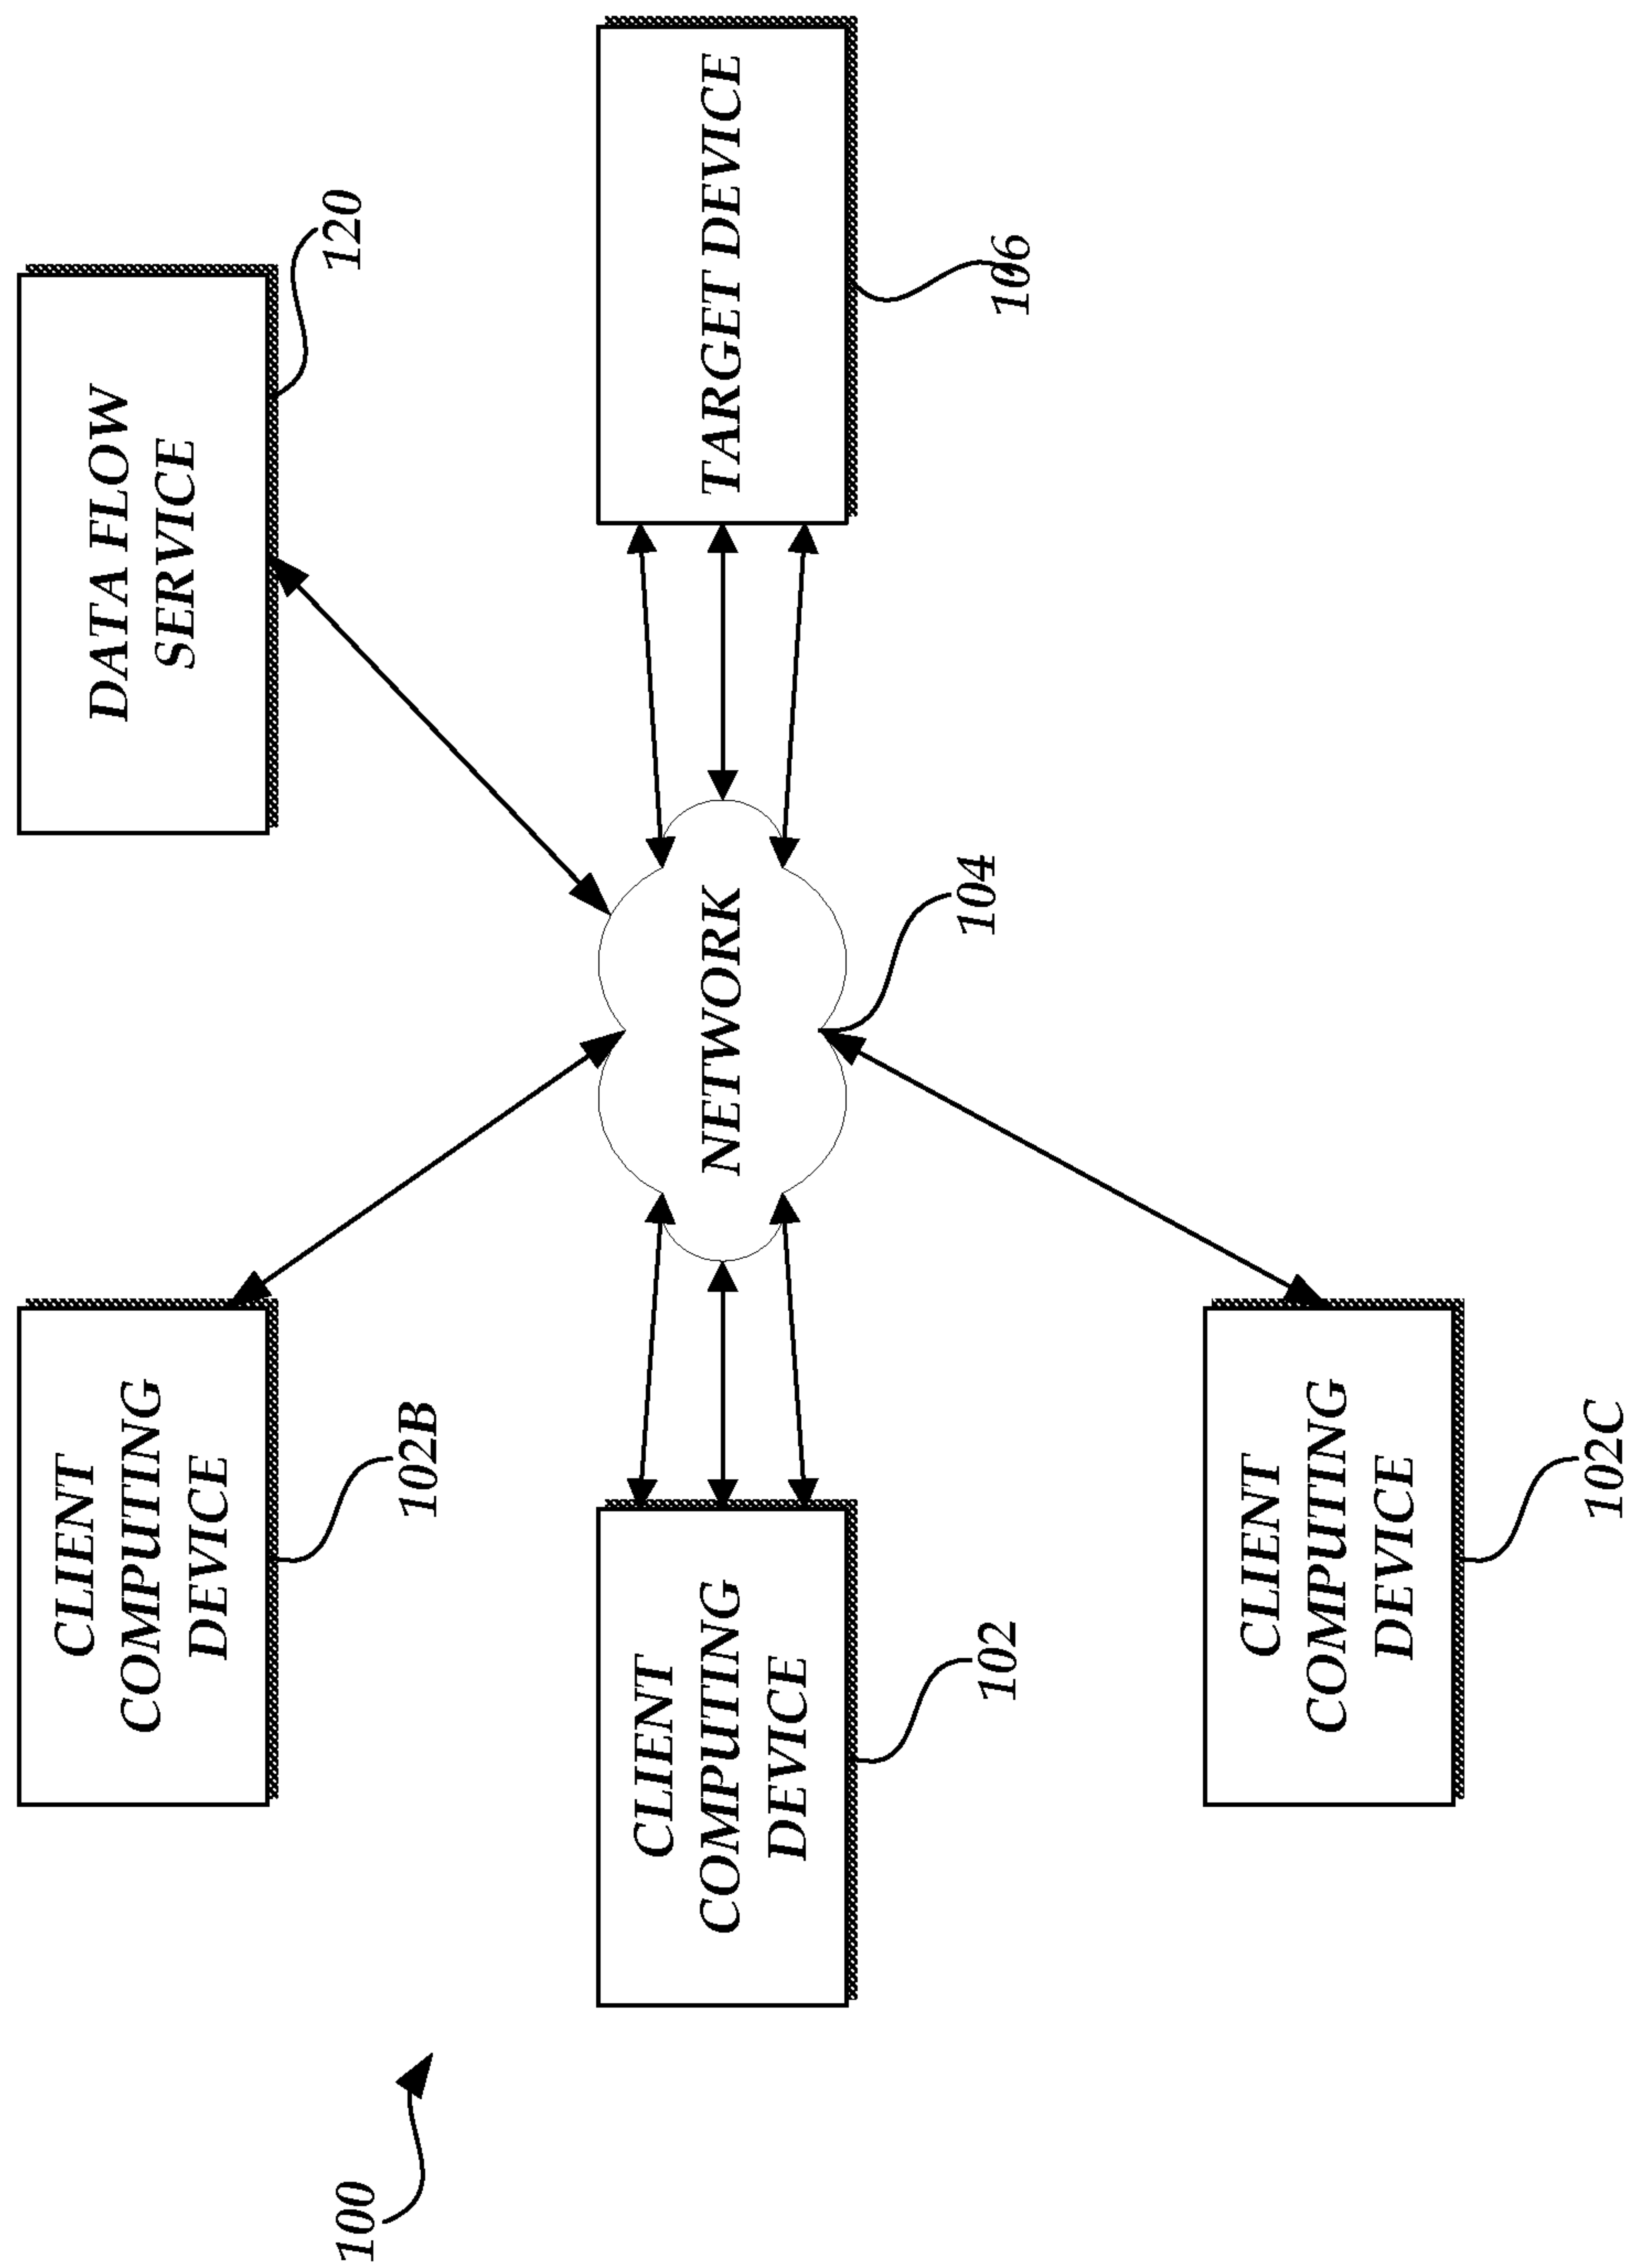 CLIENT
COMPUTING
DEVICE
102B
DATA FLOW
SERVICE
120
100
CLIENT
COMPUTING
DEVICE
102
NETWORK
104
TARGET DEVICE
106
CLIENT
COMPUTING
DEVICE
102C